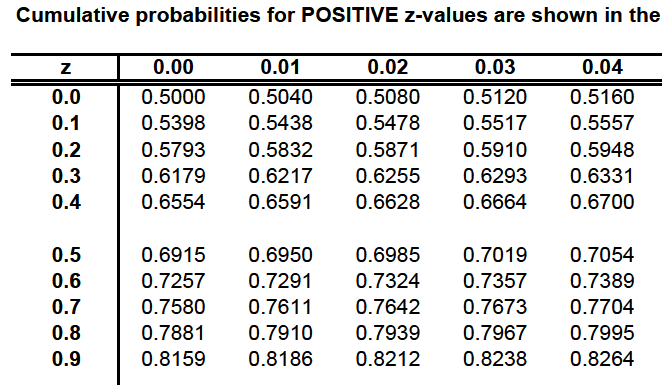 Cumulative probabilities for POSITIVE z-values are shown in the
z 0.00 0.01 0.02 0.03 0.04
0.0 0.5000 0.5040 0.5080 0.5120 0.5160
0.1 0.5398 0.5438 0.5478 0.5517 0.5557
0.2 0.5793 0.5832 0.5871 0.5910 0.5948
0.3 0.6179 0.6217 0.6255 0.6293 0.6331
0.4 0.6554 0.6591 0.6628 0.6664 0.6700
0.5 0.6915 0.6950 0.6985 0.7019 0.7054
0.6 0.7257 0.7291 0.7324 0.7357 0.7389
0.7 0.7580 0.7611 0.7642 0.7673 0.7704
0.8 0.7881 0.7910 0.7939 0.7967 0.7995
0.9 0.8159 0.8186 0.8212 0.8238 0.8264